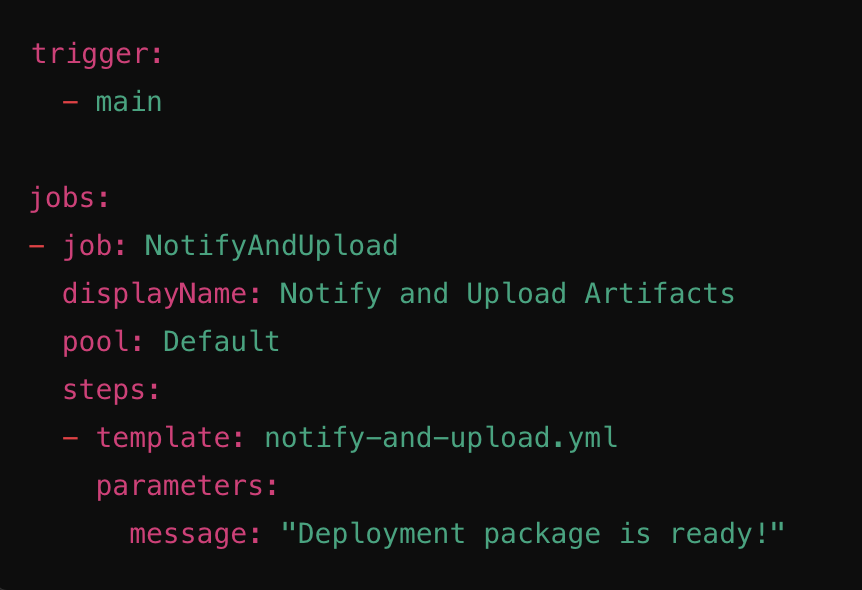 trigger:
  - main

jobs:
- job: NotifyAndUpload
  displayName: Notify and Upload Artifacts
  pool: Default
  steps:
  - template: notify-and-upload.yml
    parameters:
      message: "Deployment package is ready!"